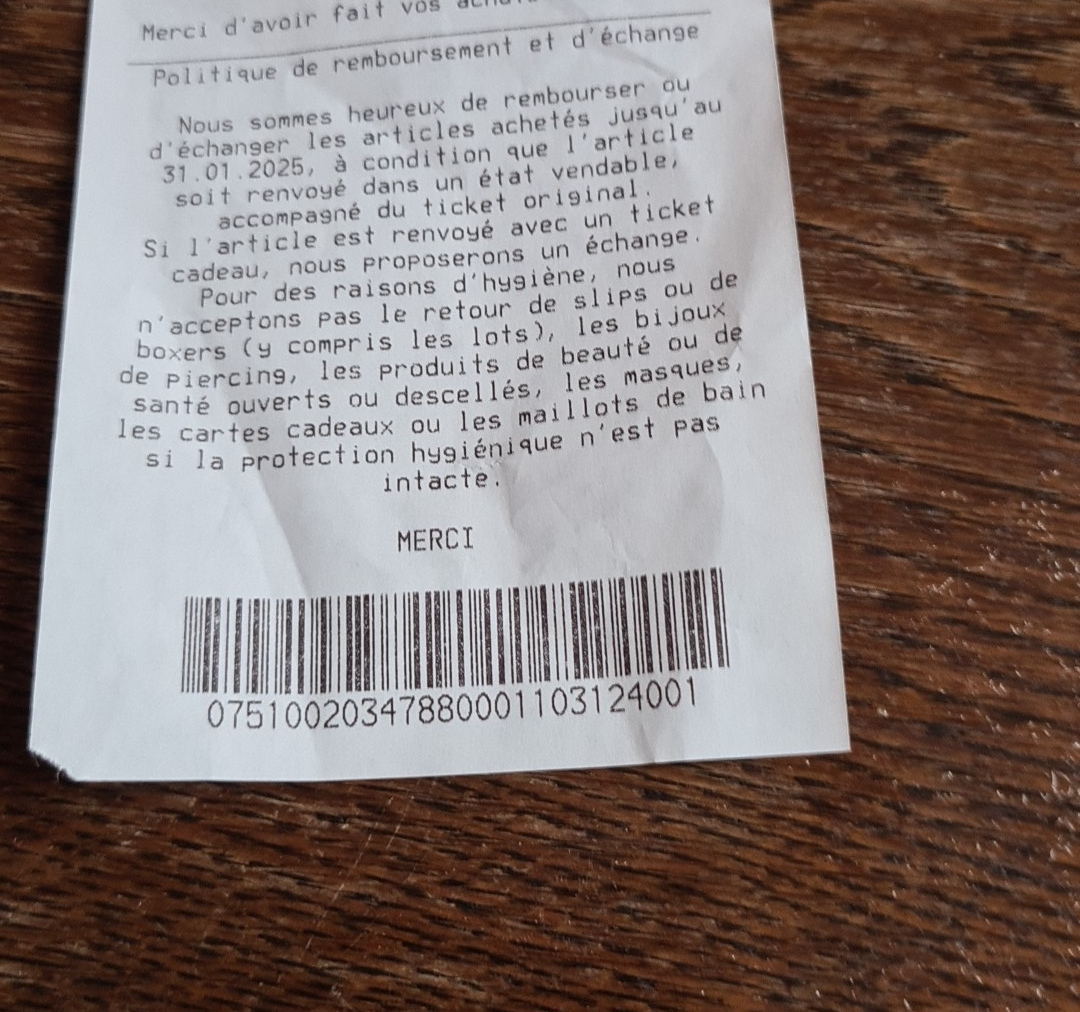 Merci d'avoir fait vos
Politique de remboursement et d'échange
Nous sommes heureux de rembourser ou
d'échanger les articles achetés jusqu'au
31.01.2025, à condition que l'article
soit renvoyé dans un état vendable,
accompagné du ticket original.
Si l'article est renvoyé avec un ticket
cadeau, nous proposerons un échange.
Pour des raisons d'hygiène, nous
n'acceptons pas le retour de slips ou de
boxers (y compris les lots), les bijoux
de piercing, les produits de beauté ou de
santé ouverts ou descellés, les masques,
les cartes cadeaux ou les maillots de bain
si la protection hygiénique n'est pas
intacte.
MERCI
07510020347880001103124001